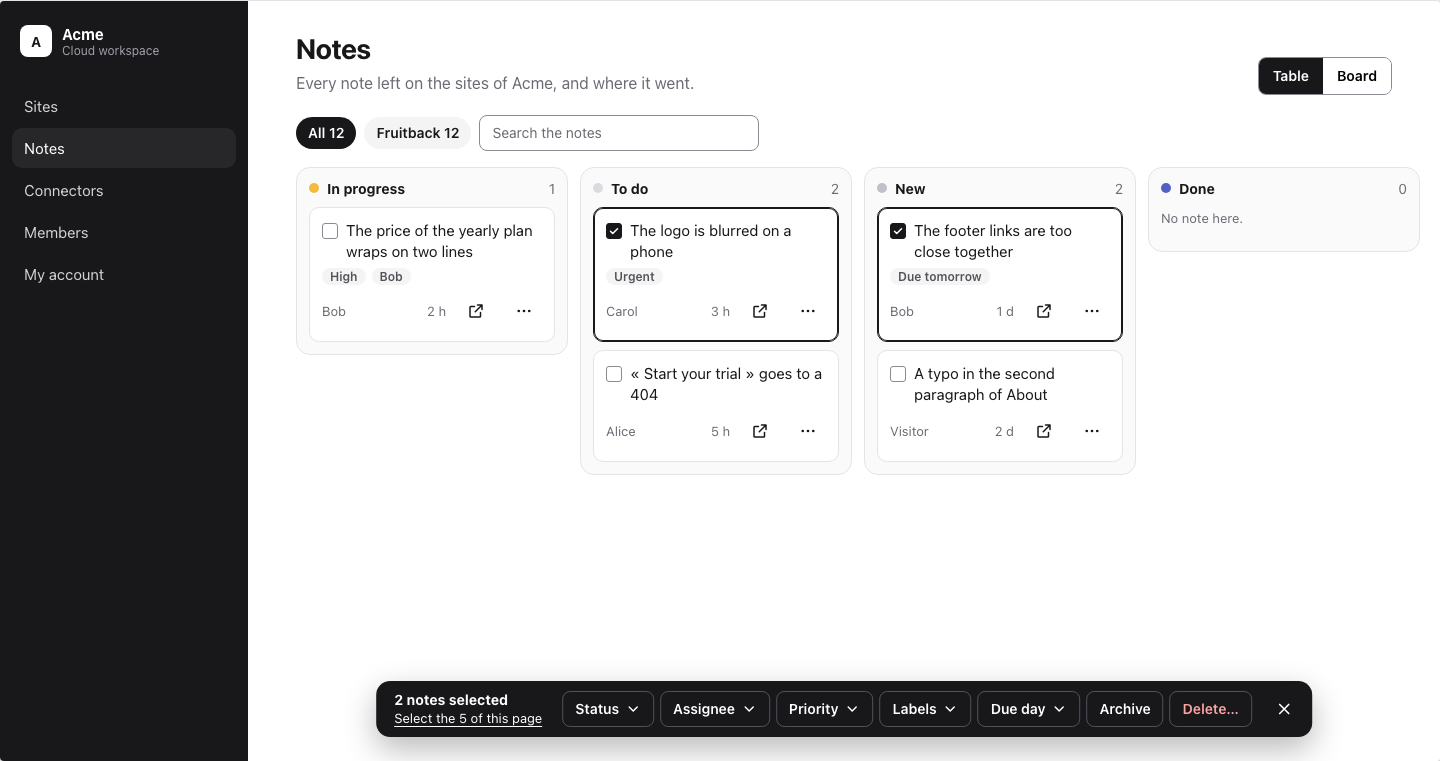 A
Acme
Cloud workspace
Sites
Notes
Connectors
Members
My account
Notes
Every note left on the sites of Acme, and where it went.
Table
Board
All 12
Fruitback 12
Search the notes
In progress
1
The price of the yearly plan
wraps on two lines
High
Bob
Bob
2 h
To do
2
The logo is blurred on a
phone
Urgent
Carol
3 h
« Start your trial » goes to a
404
Alice
5 h
New
2
The footer links are too
close together
Due tomorrow
Bob
1 d
A typo in the second
paragraph of About
Visitor
2 d
Done
0
No note here.
2 notes selected
Select the 5 of this page
Status
Assignee
Priority
Labels
Due day
Archive
Delete...